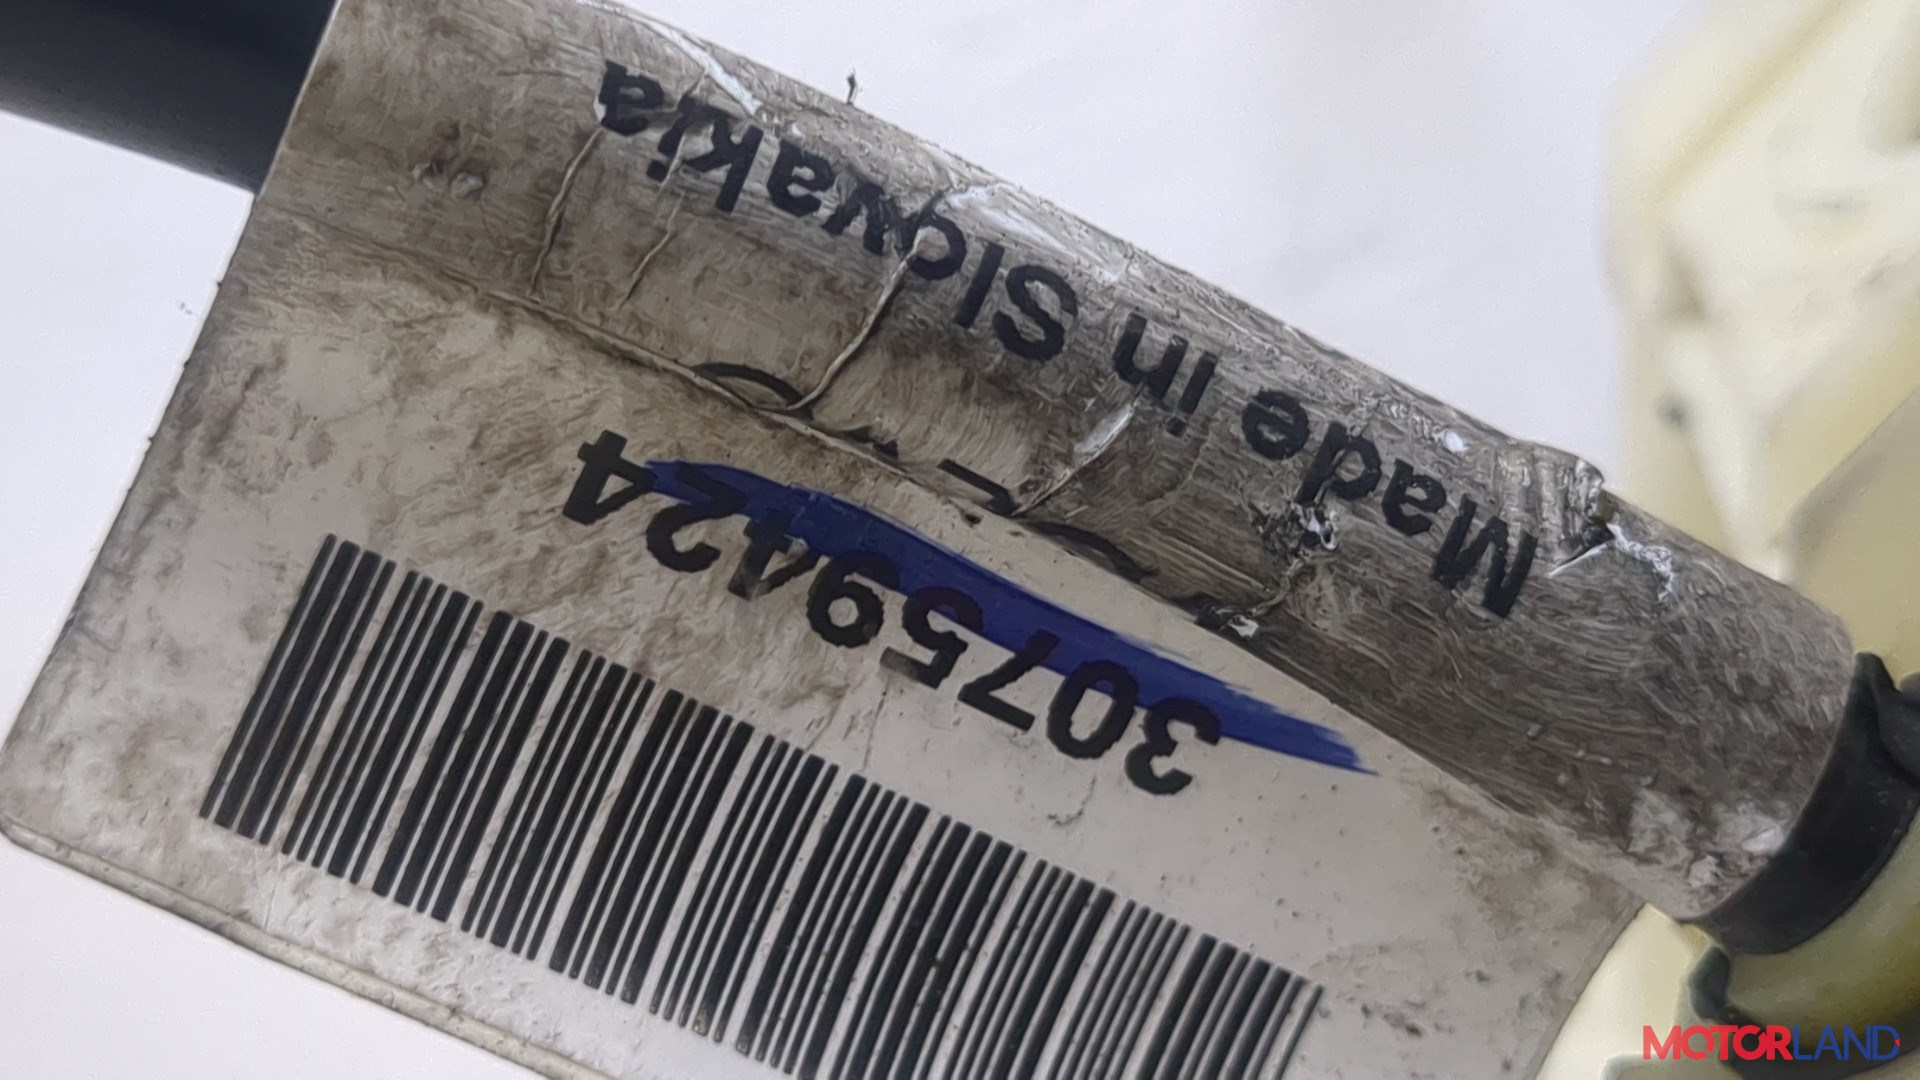 Made in Slovakia
30759424
MOTORLAND